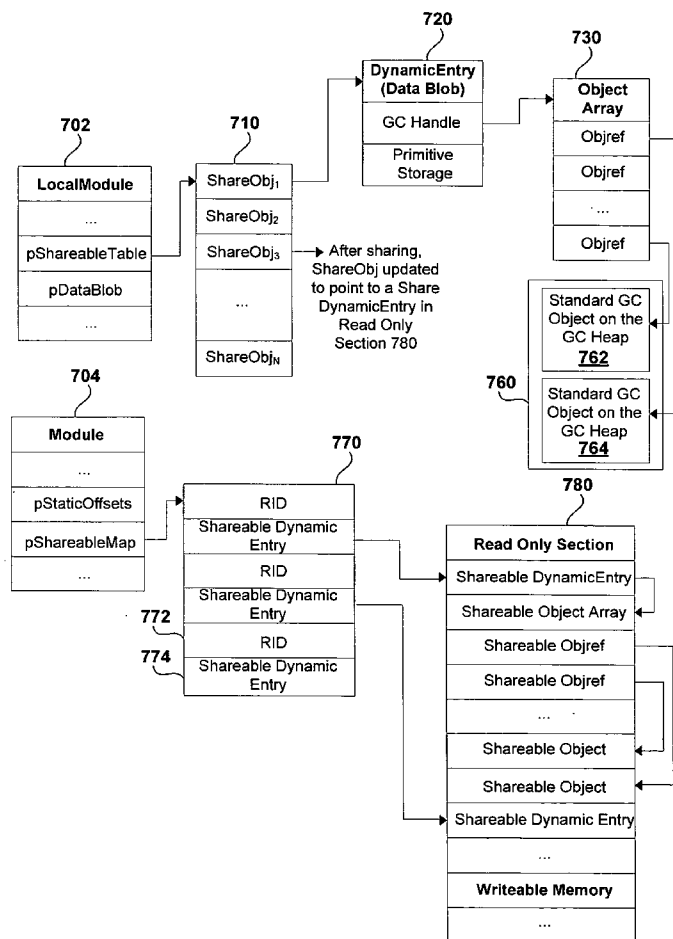 720
DynamicEntry
(Data Blob)
GC Handle
Primitive
Storage
730
Object
Array
Objref
Objref
...
Objref
702
LocalModule
...
pShareableTable
pDataBlob
...
710
ShareObj1
ShareObj2
ShareObj3
...
ShareObjN
After sharing,
ShareObj updated
to point to a Share
DynamicEntry in
Read Only
Section 780
760
Standard GC
Object on the
GC Heap
762
Standard GC
Object on the
GC Heap
764
704
Module
...
pStaticOffsets
pShareableMap
...
770
RID
Shareable Dynamic
Entry
RID
Shareable Dynamic
Entry
772
RID
774
Shareable Dynamic
Entry
780
Read Only Section
Shareable DynamicEntry
Shareable Object Array
Shareable Objref
Shareable Objref
...
Shareable Object
Shareable Object
Shareable Dynamic Entry
...
Writeable Memory
...